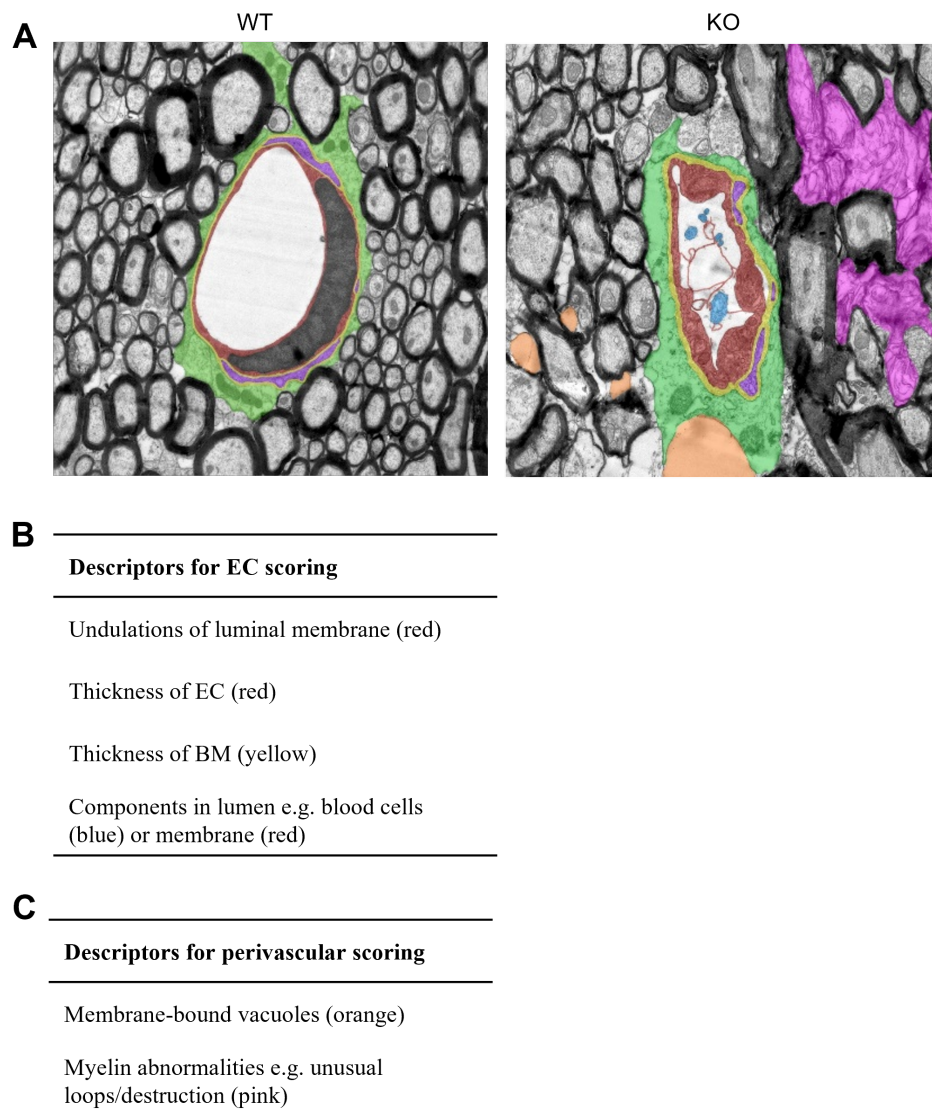 WT
KO
A
B
Descriptors for EC scoring
Undulations of luminal membrane (red)
Thickness of EC (red)
Thickness of BM (yellow)
Components in lumen e.g. blood cells
(blue) or membrane (red)
C
Descriptors for perivascular scoring
Membrane-bound vacuoles (orange)
Myelin abnormalities e.g. unusual
loops/destruction (pink)